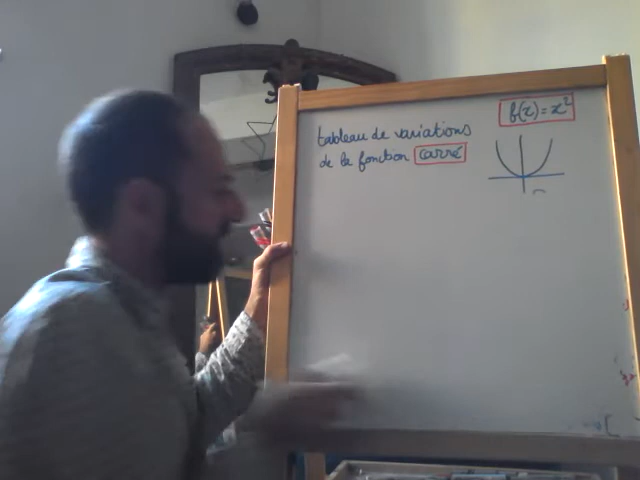 f(x) = x²
tableau de variations
de la fonction carré